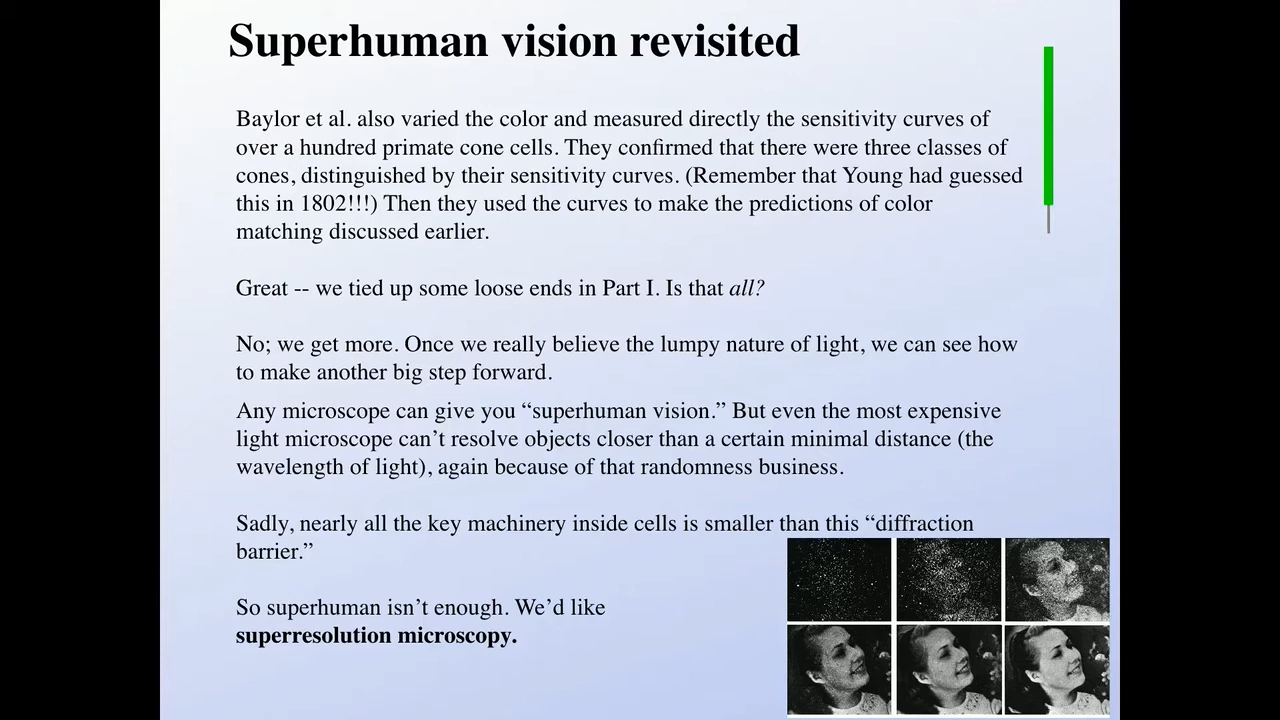 Superhuman vision revisited
Baylor et al. also varied the color and measured directly the sensitivity curves of
over a hundred primate cone cells. They confirmed that there were three classes of
cones, distinguished by their sensitivity curves. (Remember that Young had guessed
this in 1802!!!) Then they used the curves to make the predictions of color
matching discussed earlier.
Great -- we tied up some loose ends in Part I. Is that all?
No; we get more. Once we really believe the lumpy nature of light, we can see how
to make another big step forward.
Any microscope can give you “superhuman vision.” But even the most expensive
light microscope can’t resolve objects closer than a certain minimal distance (the
wavelength of light), again because of that randomness business.
Sadly, nearly all the key machinery inside cells is smaller than this “diffraction
barrier.”
So superhuman isn’t enough. We’d like
superresolution microscopy.